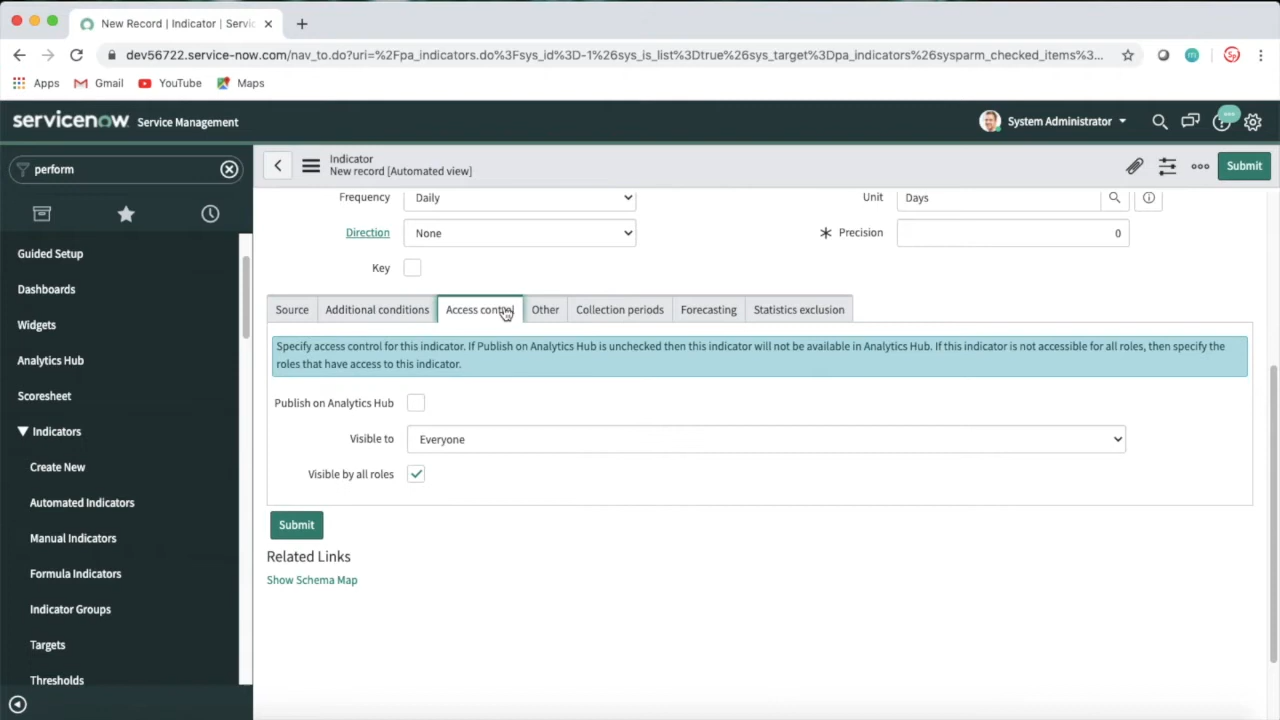 New Record | Indicator | Servic
dev56722.service-now.com/nav_to.do?uri=%2Fpa_indicators.do%3Fsys_id%3D-1%26sys_is_list%3Dtrue%26sys_target%3Dpa_indicators%26sysparm_checked_items%3...
Apps Gmail YouTube Maps
servicenow Service Management System Administrator
perform
Indicator
New record [Automated view]
Submit
Guided Setup
Dashboards
Widgets
Analytics Hub
Scoresheet
Indicators
Create New
Automated Indicators
Manual Indicators
Formula Indicators
Indicator Groups
Targets
Thresholds
Frequency Daily Unit Days
Direction None Precision 0
Key
Source Additional conditions Access control Other Collection periods Forecasting Statistics exclusion
Specify access control for this indicator. If Publish on Analytics Hub is unchecked then this indicator will not be available in Analytics Hub. If this indicator is not accessible for all roles, then specify the
roles that have access to this indicator.
Publish on Analytics Hub
Visible to Everyone
Visible by all roles
Submit
Related Links
Show Schema Map